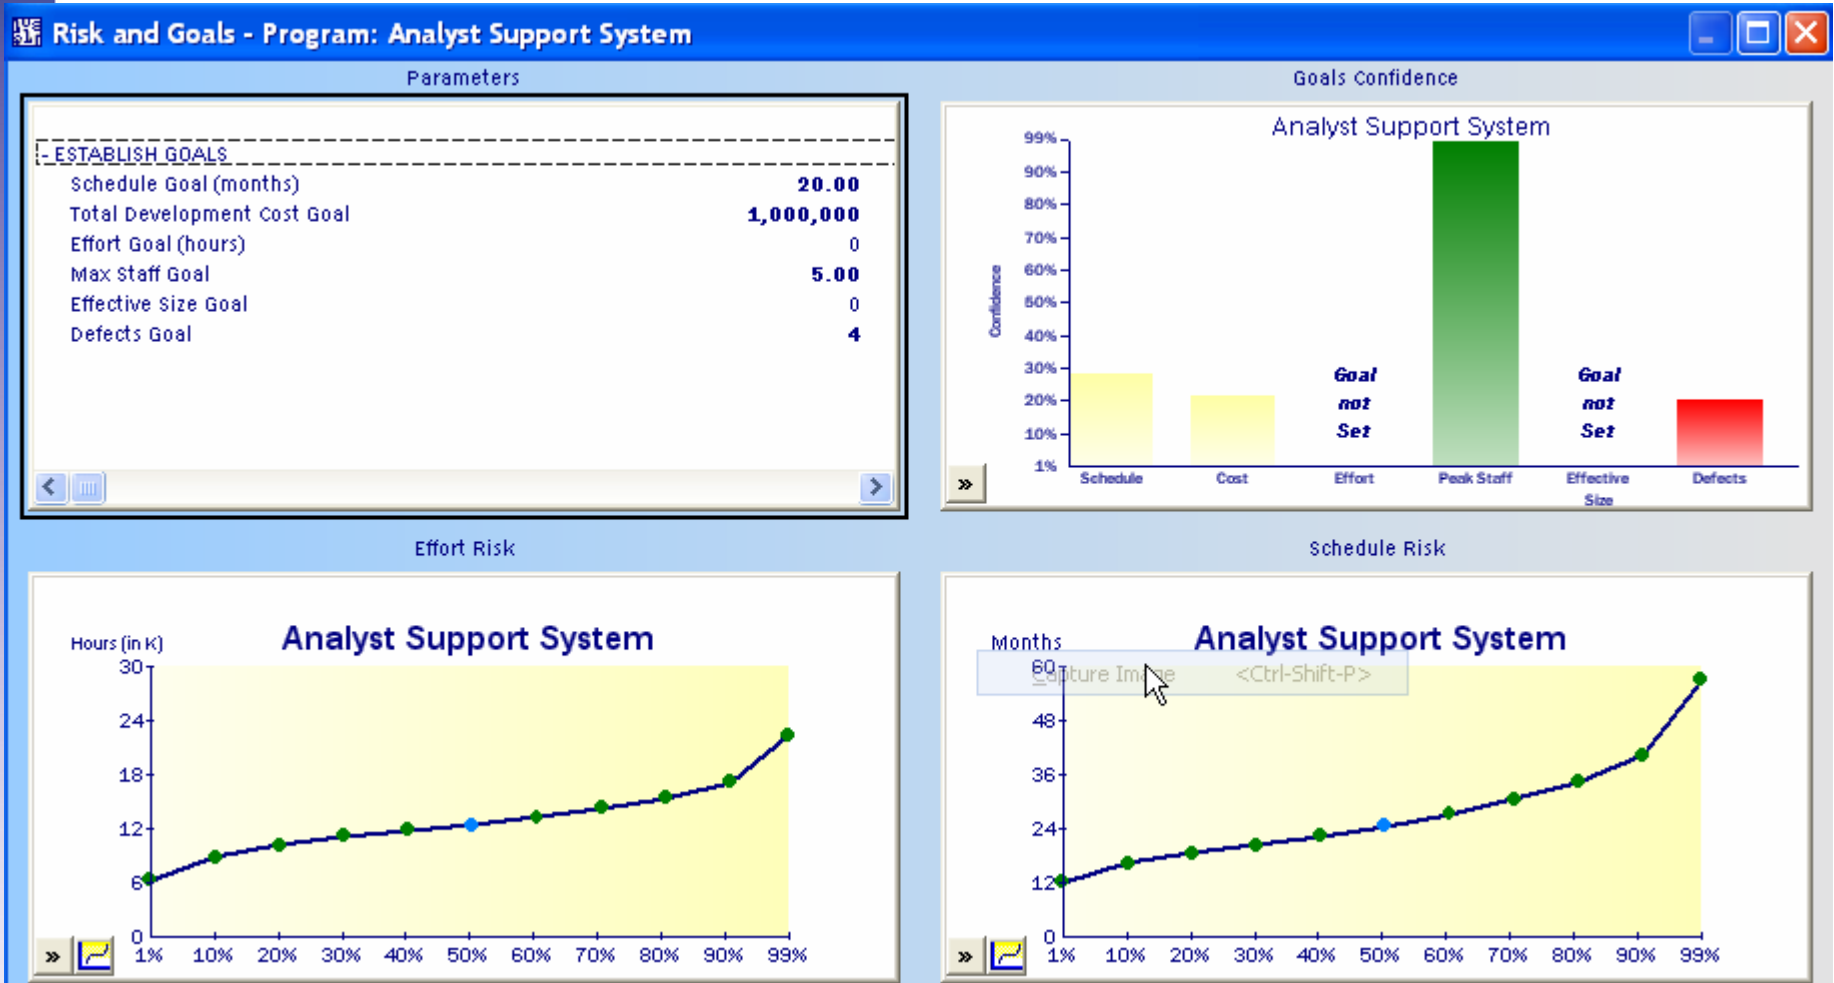 Risk and Goals - Program: Analyst Support System
Parameters
- ESTABLISH GOALS
Schedule Goal (months) 20.00
Total Development Cost Goal 1,000,000
Effort Goal (hours) 0
Max Staff Goal 5.00
Effective Size Goal 0
Defects Goal 4
Goals Confidence
Analyst Support System
99%
90%
80%
70%
60%
50%
40%
30%
20%
10%
1%
Confidence
Goal
not
Set
Goal
not
Set
Schedule Cost Effort Peak Staff Effective Defects
Size
»
Effort Risk
Hours (in K)
Analyst Support System
30
24
18
12
6
0
1% 10% 20% 30% 40% 50% 60% 70% 80% 90% 99%
»
Schedule Risk
Months
Analyst Support System
Capture Image <Ctrl-Shift-P>
60
48
36
24
12
0
1% 10% 20% 30% 40% 50% 60% 70% 80% 90% 99%
»